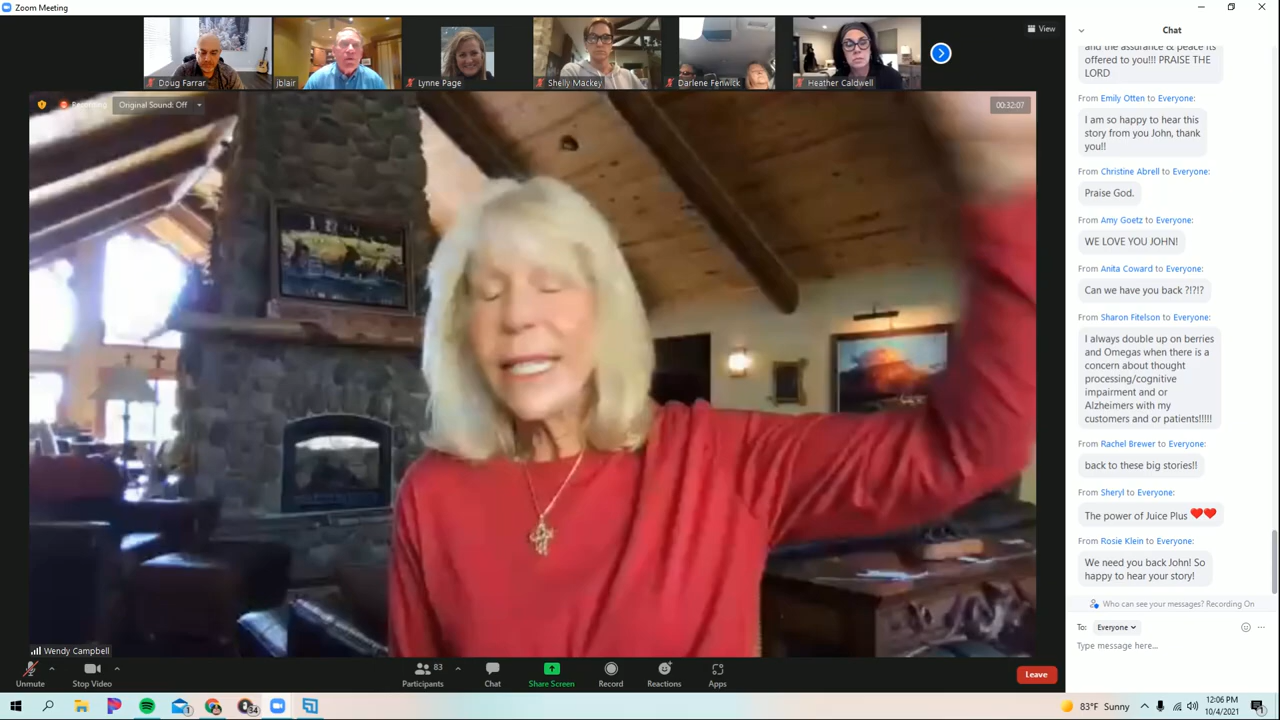 Zoom Meeting
Doug Farrar
jblair
Lynne Page
Shelly Mackey
Darlene Fenwick
Heather Caldwell
View
Recording
Original Sound: Off
00:32:07
Wendy Campbell
Chat
and the assurance & peace its
offered to you!!! PRAISE THE
LORD
From Emily Otten to Everyone:
I am so happy to hear this
story from you John, thank
you!!
From Christine Abrell to Everyone:
Praise God.
From Amy Goetz to Everyone:
WE LOVE YOU JOHN!
From Anita Coward to Everyone:
Can we have you back ?!?!?
From Sharon Fitelson to Everyone:
I always double up on berries
and Omegas when there is a
concern about thought
processing/cognitive
impairment and or
Alzheimers with my
customers and or patients!!!!!
From Rachel Brewer to Everyone:
back to these big stories!!
From Sheryl to Everyone:
The power of Juice Plus ❤️❤️
From Rosie Klein to Everyone:
We need you back John! So
happy to hear your story!
Who can see your messages? Recording On
To: Everyone
Type message here...
Unmute
Stop Video
83
Participants
Chat
Share Screen
Record
Reactions
Apps
Leave
1
34
83°F Sunny
12:06 PM
10/4/2021
1